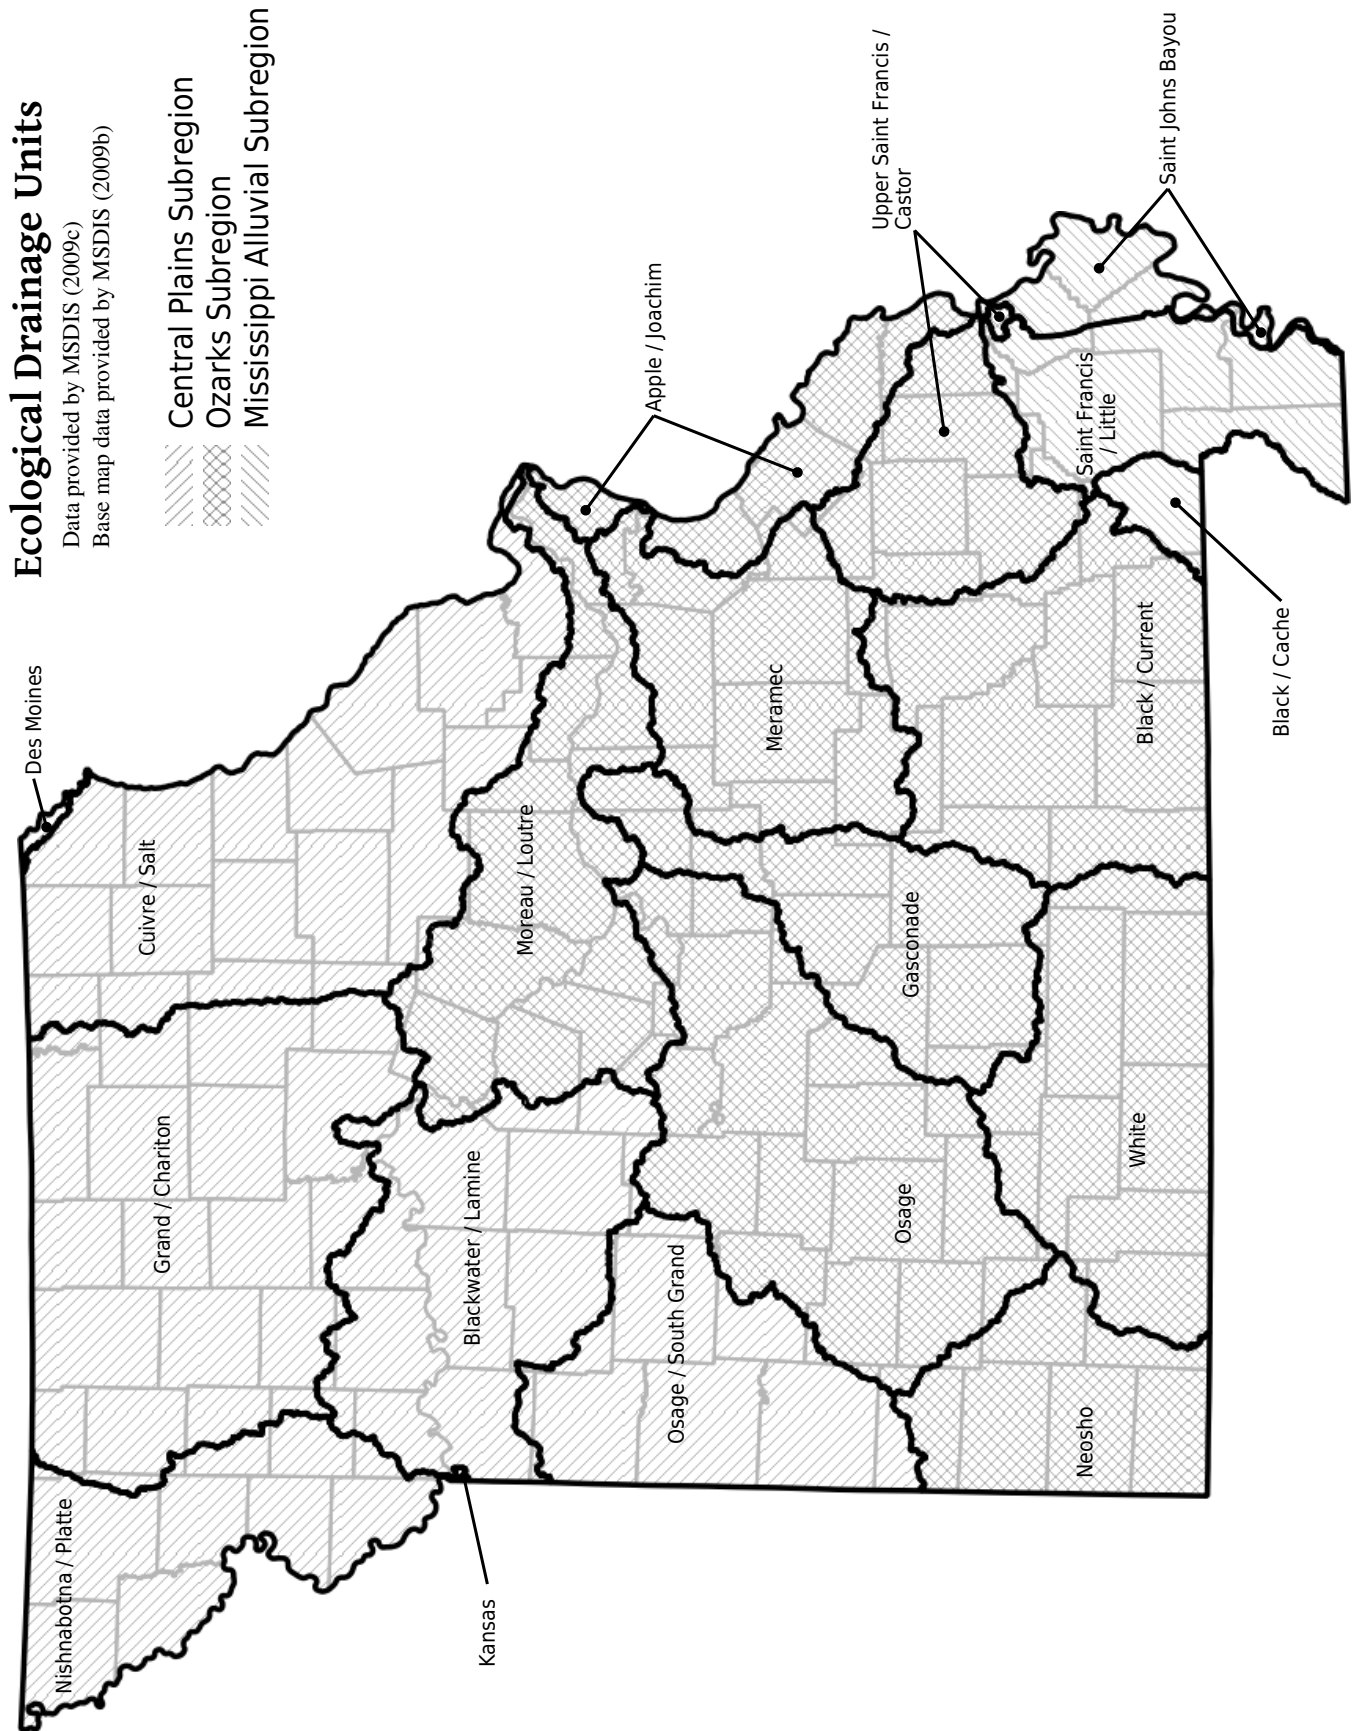 Ecological Drainage Units
Data provided by MSDIS (2009c)
Base map data provided by MSDIS (2009b)
Central Plains Subregion
Ozarks Subregion
Mississippi Alluvial Subregion
Nishnabotna / Platte
Grand / Chariton
Cuivre / Salt
Des Moines
Kansas
Blackwater / Lamine
Moreau / Loutre
Apple / Joachim
Osage / South Grand
Meramec
Osage
Gasconade
Upper Saint Francis /
Castor
Neosho
White
Black / Current
Saint Francis
/ Little
Saint Johns Bayou
Black / Cache